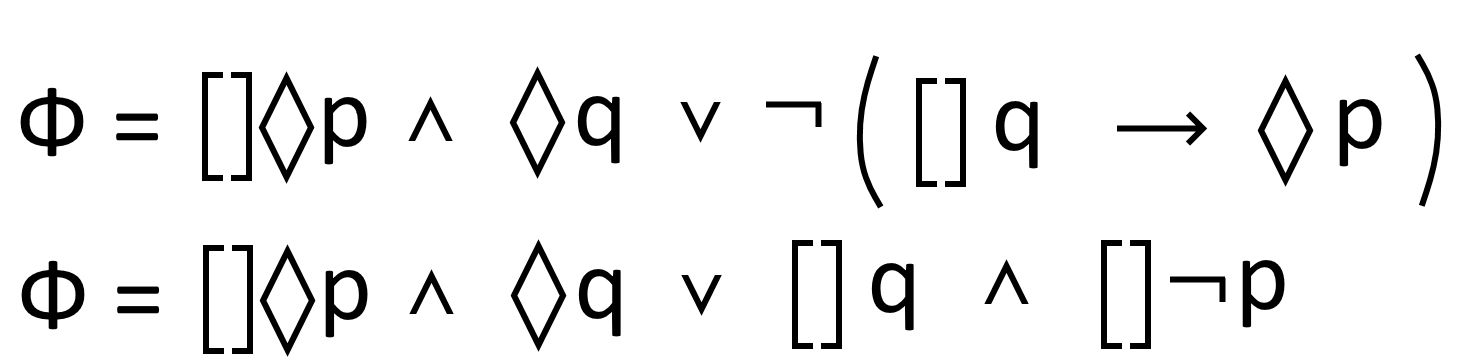 Φ = []◊p ∧ ◊q ∨ ¬([] q → ◊p)
Φ = []◊p ∧ ◊q ∨ [] q ∧ []¬p